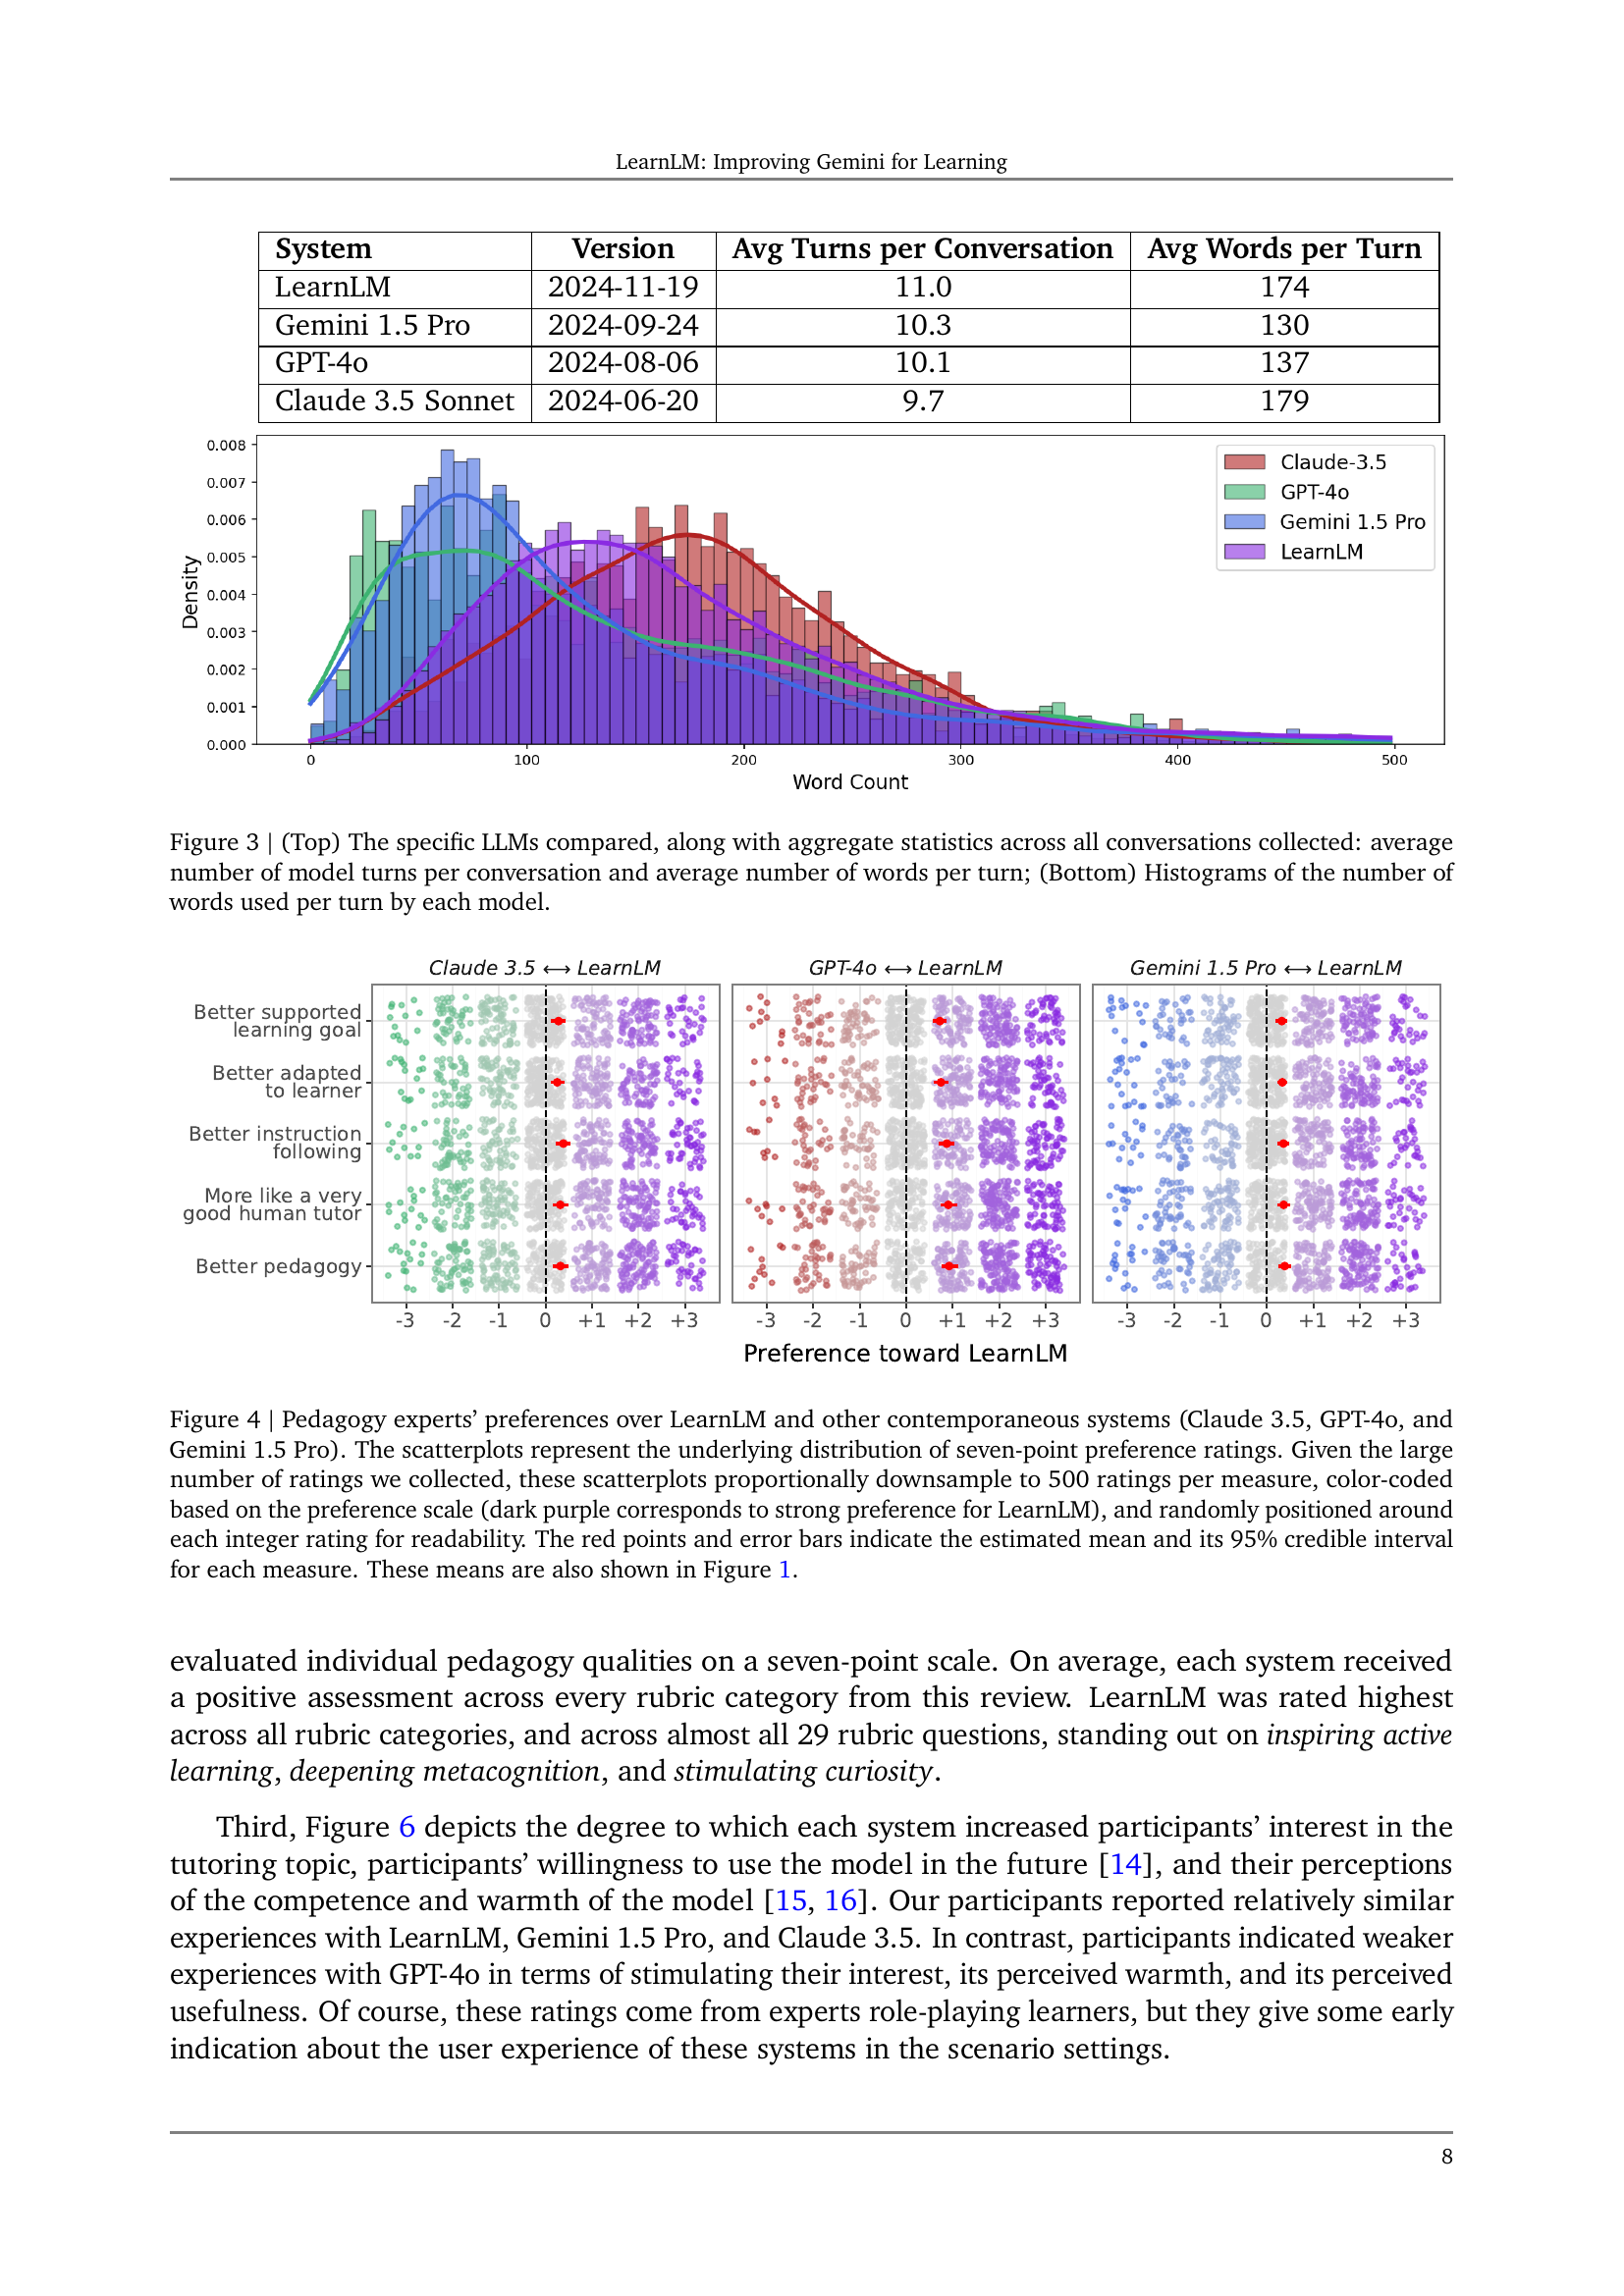 LearnLM: Improving Gemini for Learning
System Version Avg Turns per Conversation Avg Words per Turn
LearnLM 2024-11-19 11.0 174
Gemini 1.5 Pro 2024-09-24 10.3 130
GPT-4o 2024-08-06 10.1 137
Claude 3.5 Sonnet 2024-06-20 9.7 179
0.008
0.007
0.006
0.005
0.004
0.003
0.002
0.001
0.000
Density
Claude-3.5
GPT-4o
Gemini 1.5 Pro
LearnLM
0 100 200 300 400 500
Word Count
Figure 3 | (Top) The specific LLMs compared, along with aggregate statistics across all conversations collected: average
number of model turns per conversation and average number of words per turn; (Bottom) Histograms of the number of
words used per turn by each model.
Claude 3.5 ⟷ LearnLM GPT-4o ⟷ LearnLM Gemini 1.5 Pro ⟷ LearnLM
Better supported
learning goal
Better adapted
to learner
Better instruction
following
More like a very
good human tutor
Better pedagogy
-3 -2 -1 0 +1 +2 +3 -3 -2 -1 0 +1 +2 +3 -3 -2 -1 0 +1 +2 +3
Preference toward LearnLM
Figure 4 | Pedagogy experts’ preferences over LearnLM and other contemporaneous systems (Claude 3.5, GPT-4o, and
Gemini 1.5 Pro). The scatterplots represent the underlying distribution of seven-point preference ratings. Given the large
number of ratings we collected, these scatterplots proportionally downsample to 500 ratings per measure, color-coded
based on the preference scale (dark purple corresponds to strong preference for LearnLM), and randomly positioned around
each integer rating for readability. The red points and error bars indicate the estimated mean and its 95% credible interval
for each measure. These means are also shown in Figure 1.
evaluated individual pedagogy qualities on a seven-point scale. On average, each system received
a positive assessment across every rubric category from this review. LearnLM was rated highest
across all rubric categories, and across almost all 29 rubric questions, standing out on inspiring active
learning, deepening metacognition, and stimulating curiosity.
Third, Figure 6 depicts the degree to which each system increased participants’ interest in the
tutoring topic, participants’ willingness to use the model in the future [14], and their perceptions
of the competence and warmth of the model [15, 16]. Our participants reported relatively similar
experiences with LearnLM, Gemini 1.5 Pro, and Claude 3.5. In contrast, participants indicated weaker
experiences with GPT-4o in terms of stimulating their interest, its perceived warmth, and its perceived
usefulness. Of course, these ratings come from experts role-playing learners, but they give some early
indication about the user experience of these systems in the scenario settings.
8